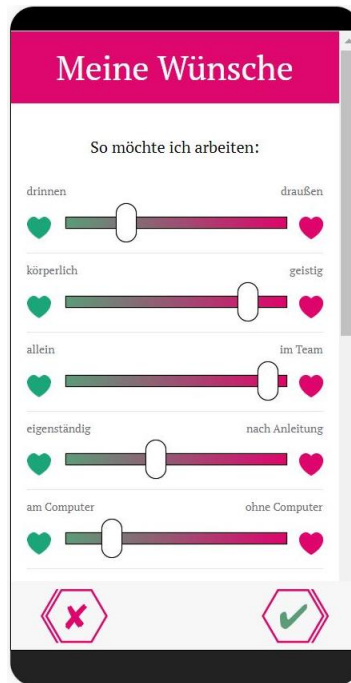 Meine Wünsche
So möchte ich arbeiten:
drinnen draußen
körperlich geistig
allein im Team
eigenständig nach Anleitung
am Computer ohne Computer